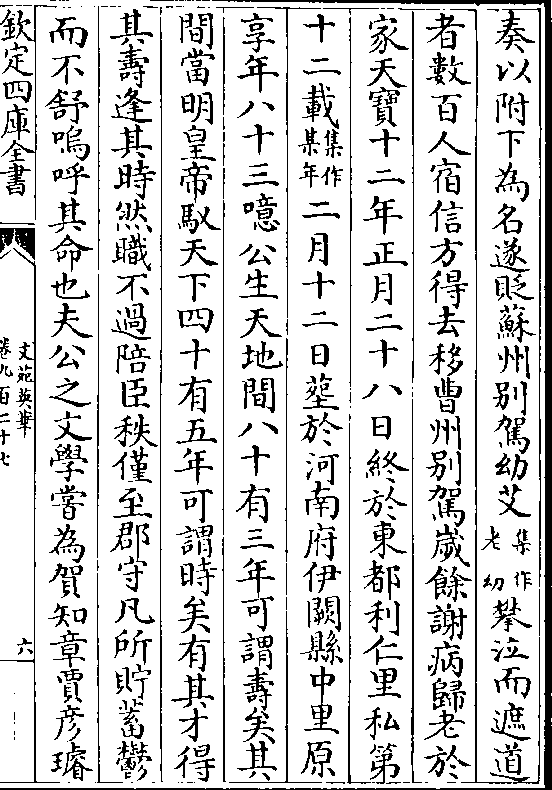 奏以附下為名遂貶蘇州别駕幼艾集作老幼攀泣而遮道
者數百人宿信方得去移曹州别駕嵗餘謝病歸老於
家天寶十二年正月二十八日終於東都利仁里私第
十二載集作某年二月十二日塟於河南府伊闕縣中里原
享年八十三噫公生天地間八十有三年可謂壽矣其
間當明皇帝馭天下四十有五年可謂時矣有其才得
其壽逢其時然職不過陪臣秩僅至郡守凡所貯蓄鬱
而不舒嗚呼其命也夫公之文學嘗為賀知章賈彦璿
欽定四庫全書
文苑英華
卷九百二十七
六